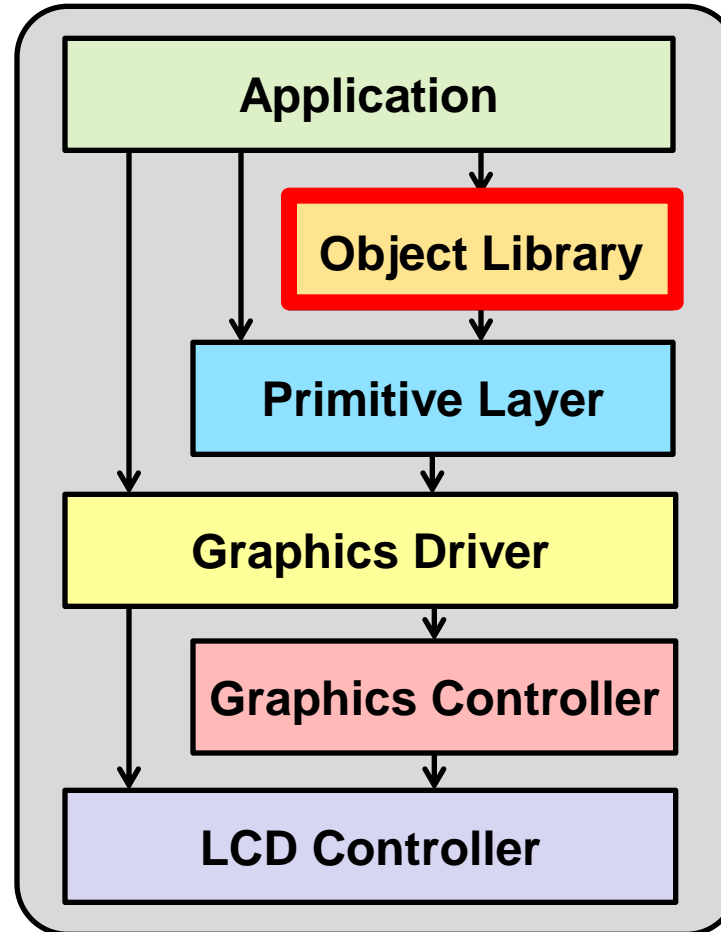 Application
Object Library
Primitive Layer
Graphics Driver
Graphics Controller
LCD Controller